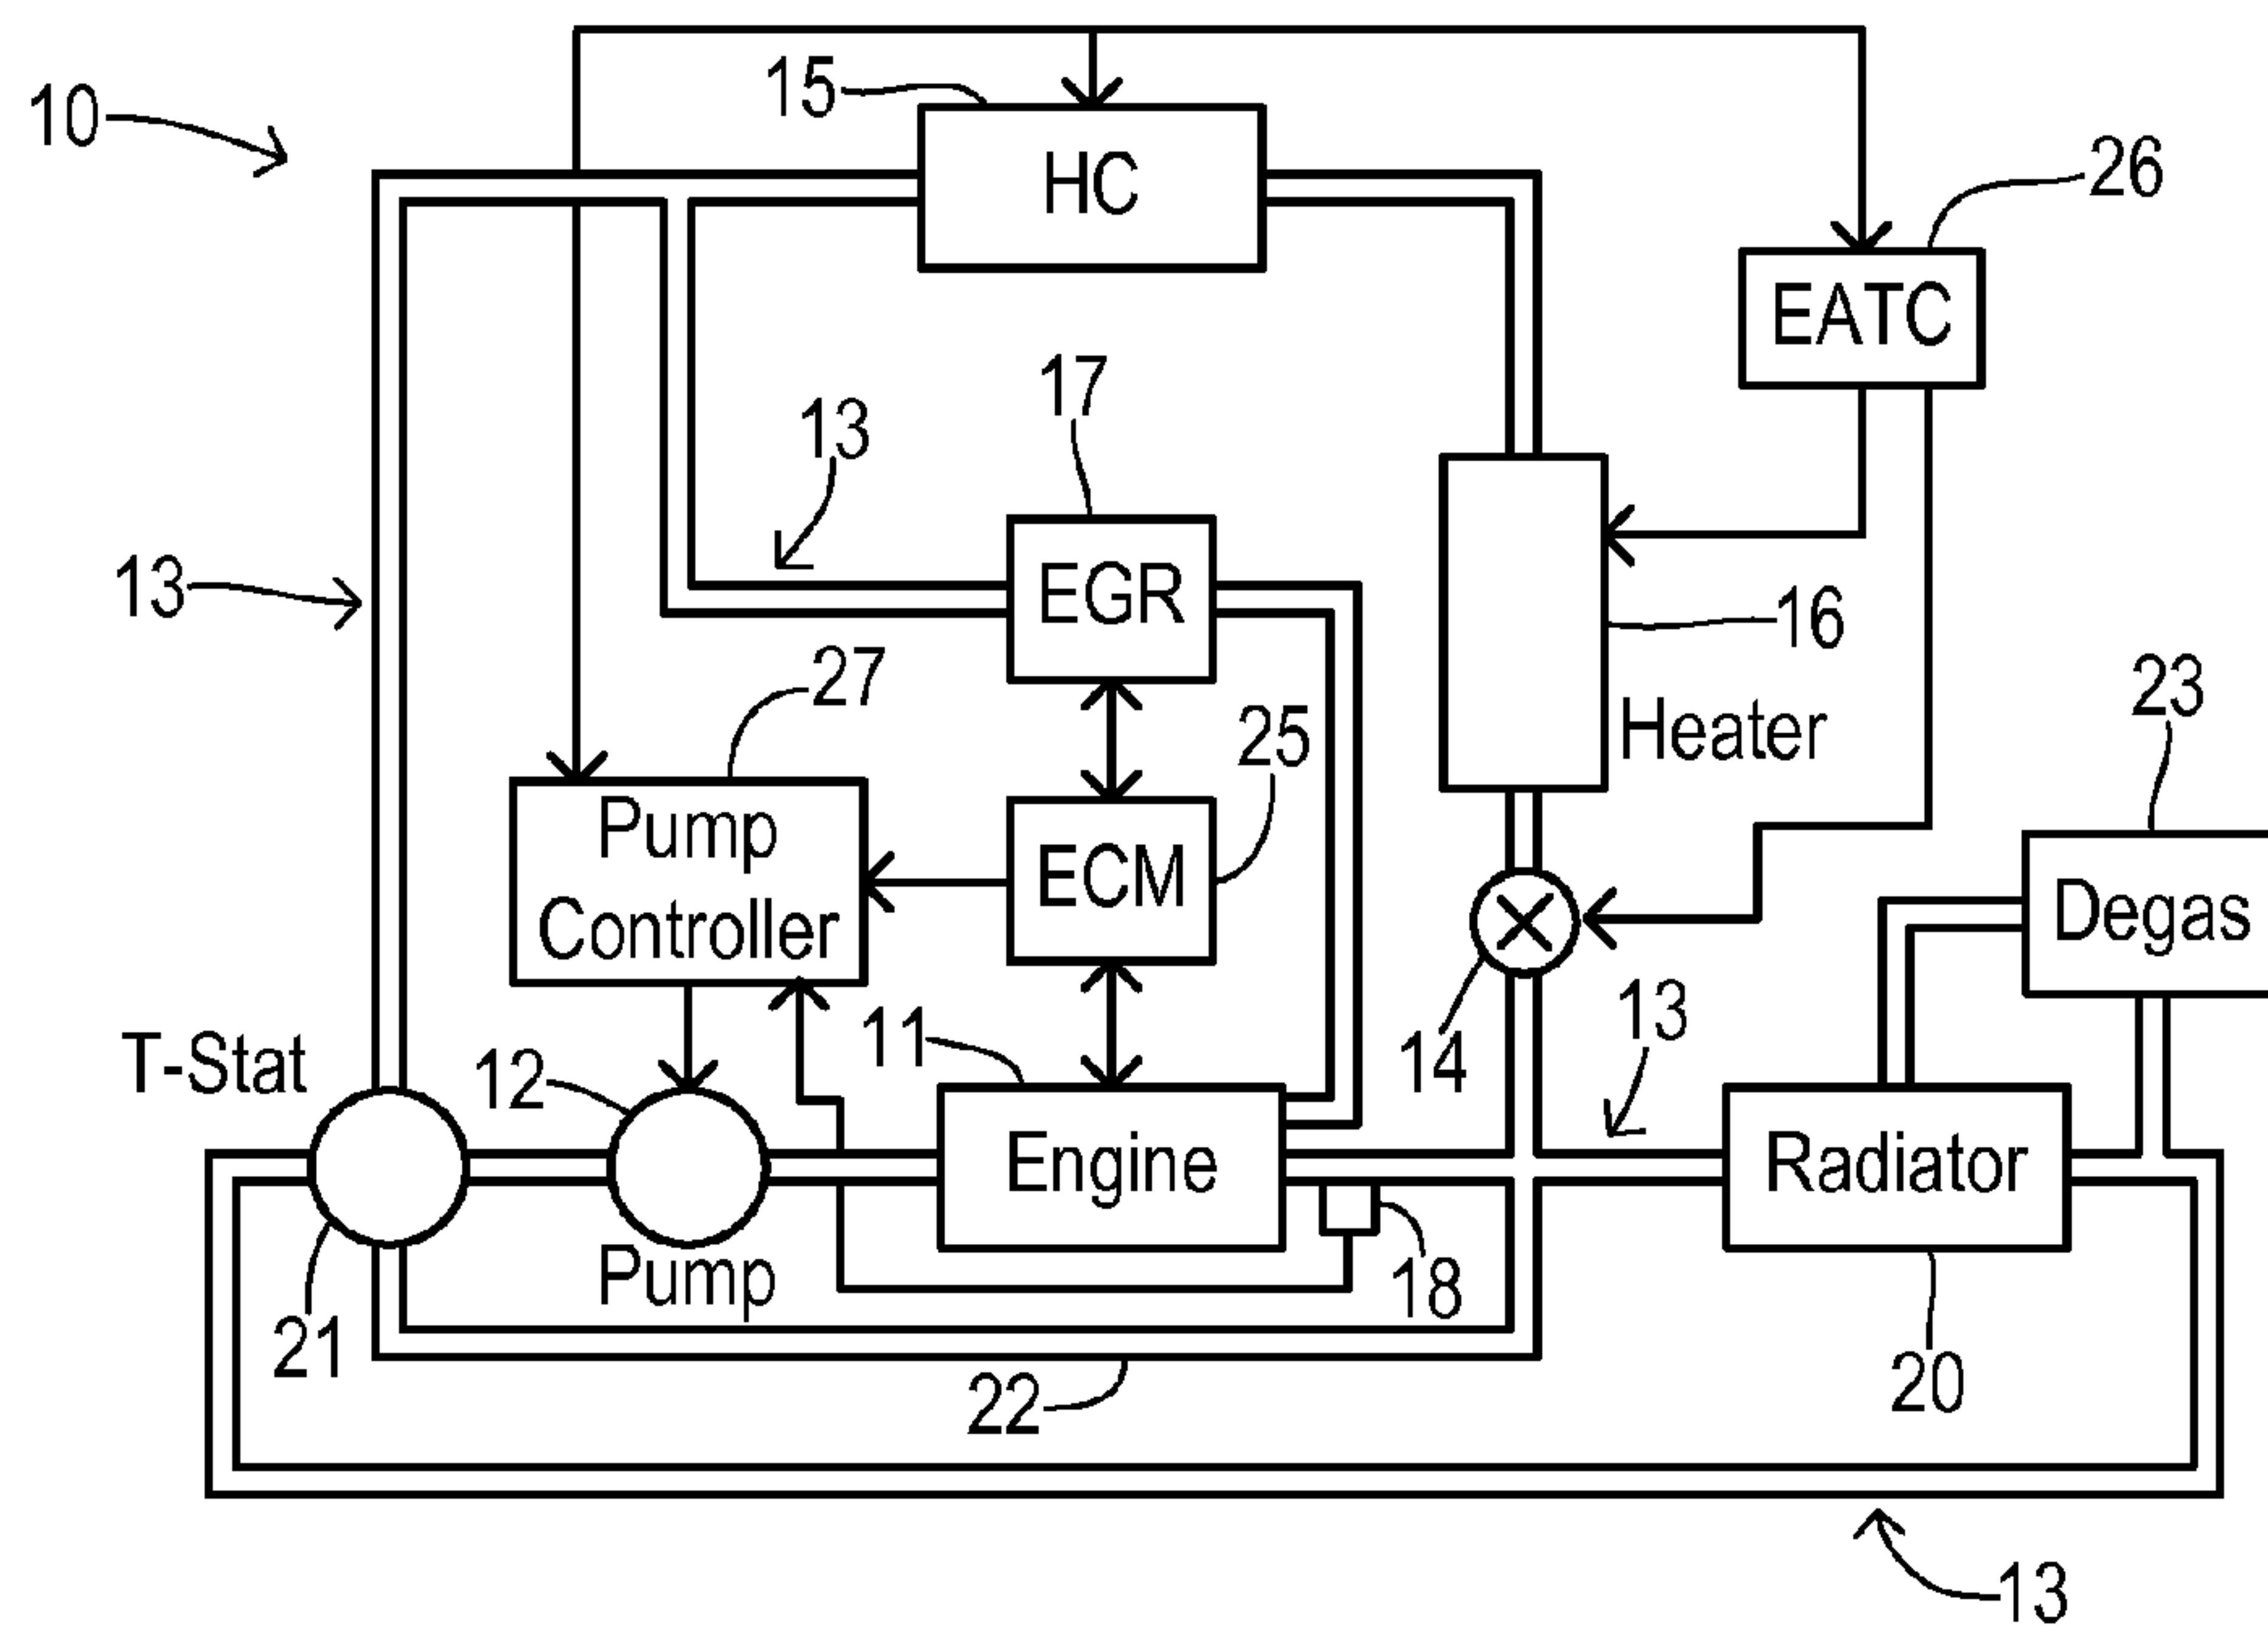 15
10
HC
26
EATC
17
13
EGR
13
16
27
23
25
Heater
Pump
Controller
ECM
Degas
13
11
14
T-Stat
12
Engine
Radiator
Pump
18
21
20
22
13